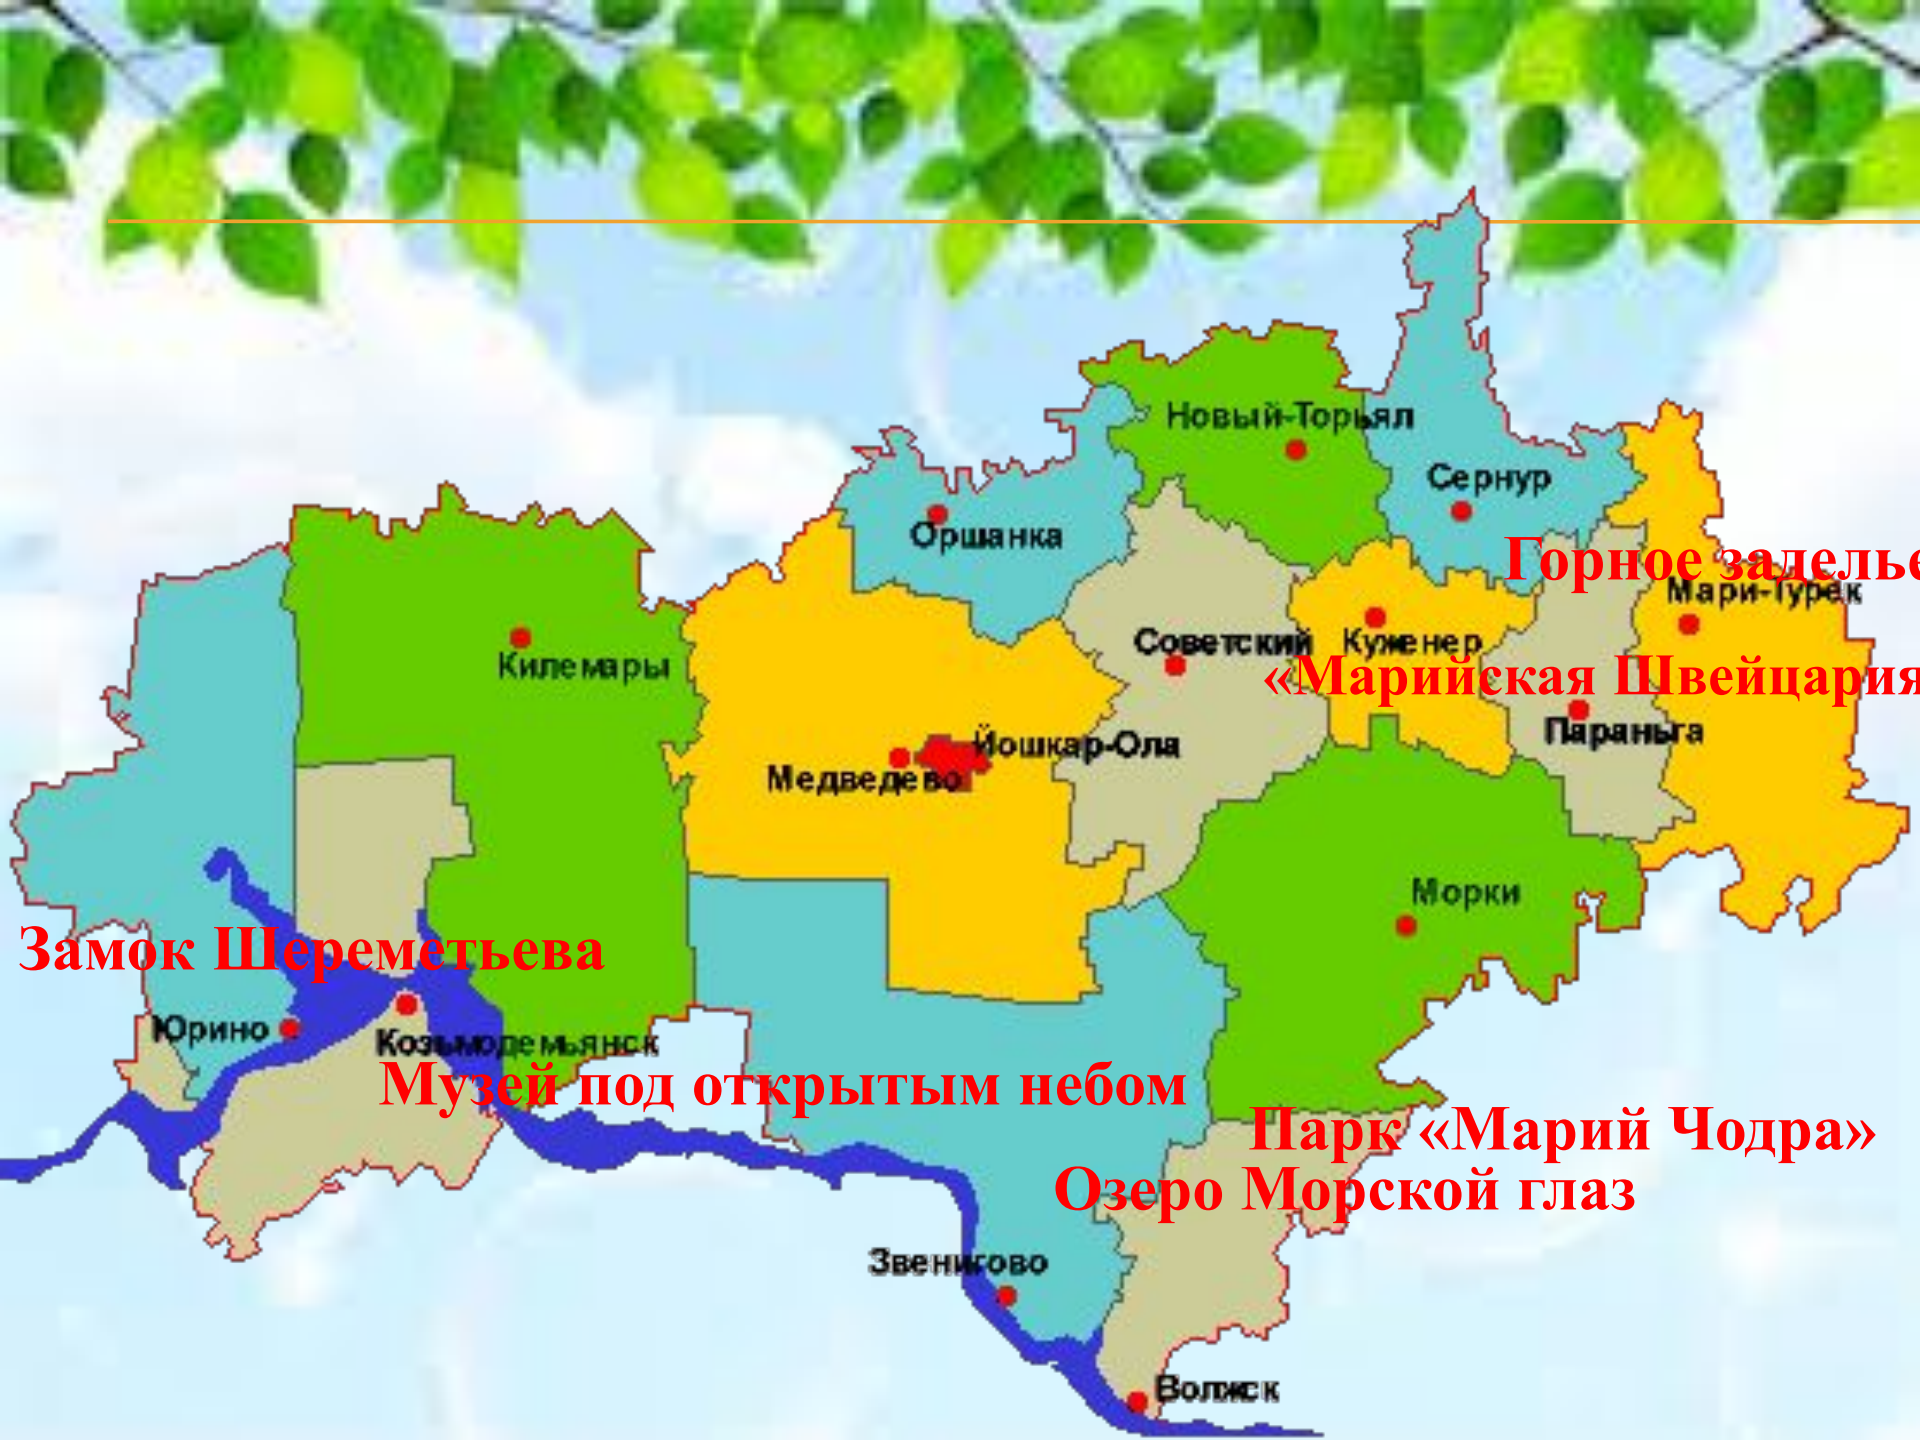 Новый-Торъял
Сернур
Оршанка
Горное заделье
Мари-Турек
Советский
Куженер
Килемары
«Марийская Швейцария
Параньга
Йошкар-Ола
Медведево
Морки
Замок Шереметьева
Юрино
Козьмодемьянск
Музей под открытым небом
Парк «Марий Чодра»
Озеро Морской глаз
Звенигово
Волжск